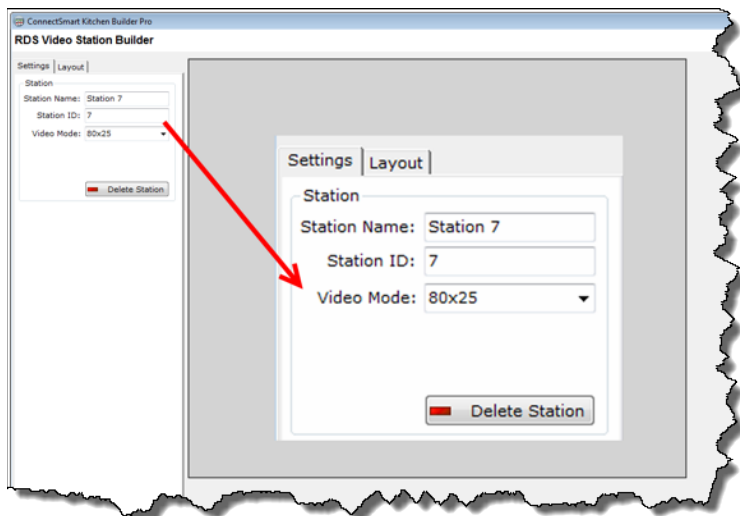 ConnectSmart Kitchen Builder Pro
RDS Video Station Builder
Settings Layout
Station
Station Name: Station 7
Station ID: 7
Video Mode: 80x25
Delete Station
Settings Layout
Station
Station Name: Station 7
Station ID: 7
Video Mode: 80x25
Delete Station